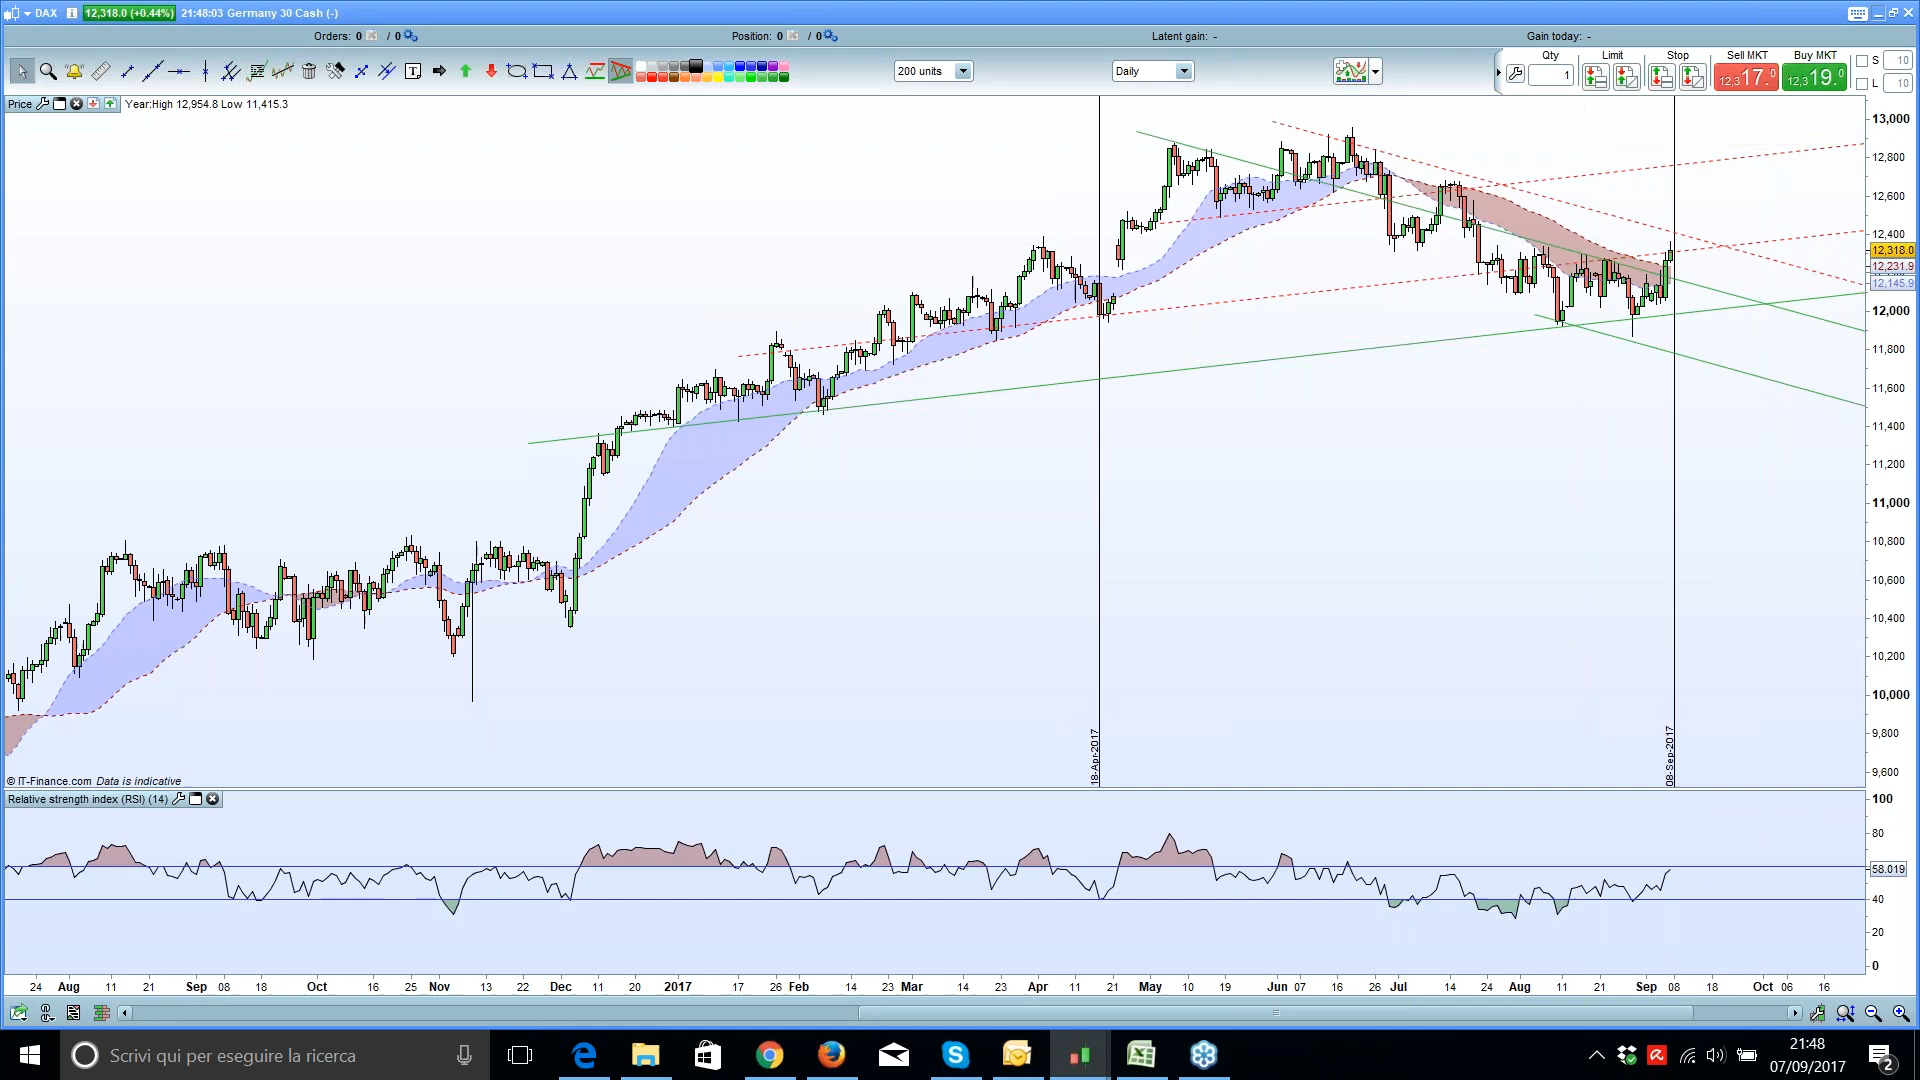 DAX 12,318.0 (+0.44%) 21:48:03 Germany 30 Cash (-)
Orders: 0 / 0 Position: 0 / 0 Latent gain: - Gain today: -
200 units Daily
Qty Limit Stop Sell MKT Buy MKT
1 12,317.0 12,319.0
S 10
L 10
Price Year:High 12,954.8 Low 11,415.3
13,000
12,800
12,600
12,400
12,318.0
12,231.9
12,145.9
12,000
11,800
11,600
11,400
11,200
11,000
10,800
10,600
10,400
10,200
10,000
9,800
9,600
18-Apr-2017
08-Sep-2017
© IT-Finance.com Data is indicative
Relative strength index (RSI) (14)
100
80
58.019
40
20
0
24 Aug 11 21 Sep 08 18 Oct 16 25 Nov 13 22 Dec 11 20 2017 17 26 Feb 14 23 Mar 14 23 Apr 11 21 May 10 19 Jun 07 16 26 Jul 14 24 Aug 11 21 Sep 08 18 Oct 06 16
Scrivi qui per eseguire la ricerca
21:48
07/09/2017
2